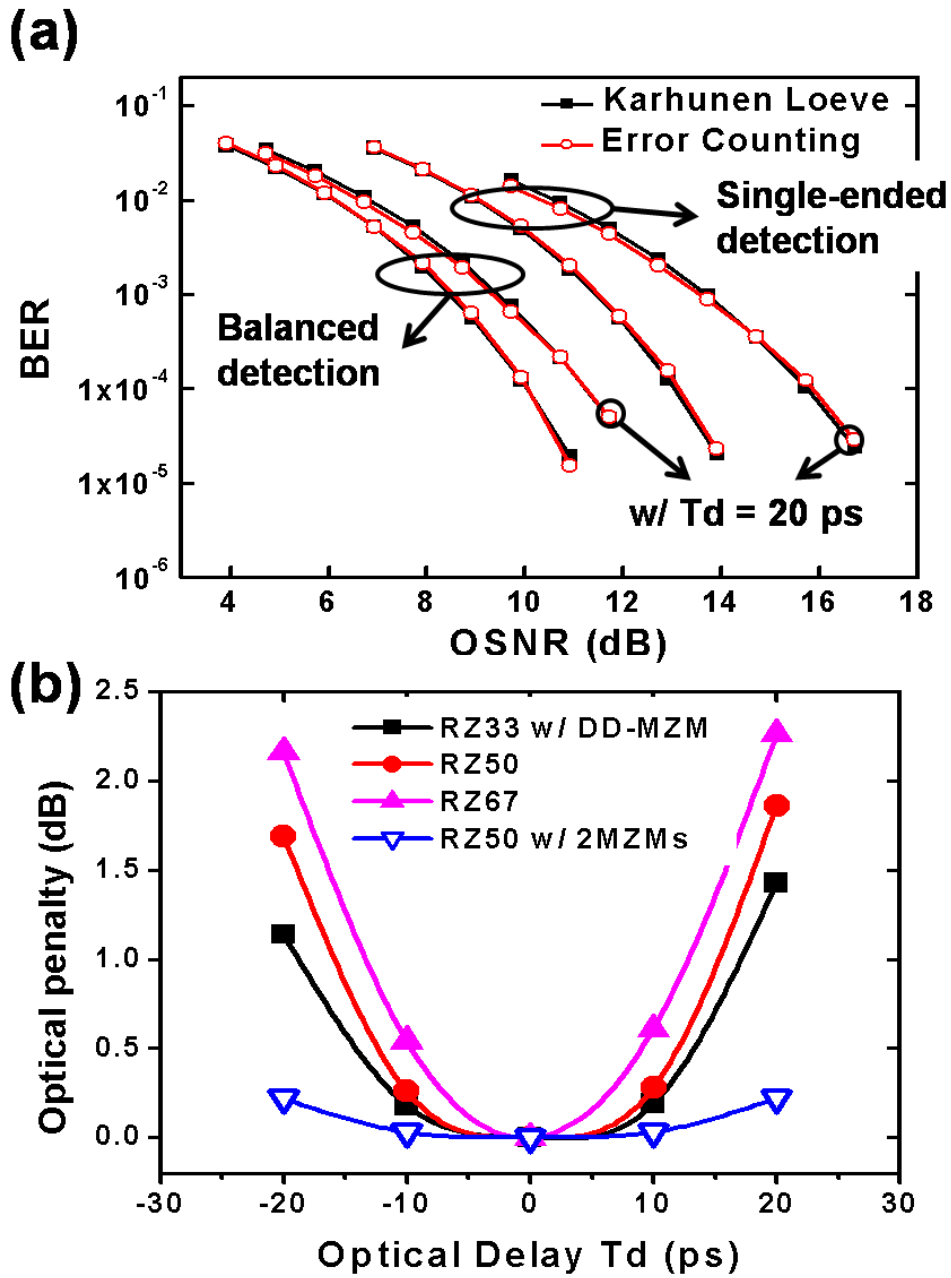 (a)
10-1
10-2
10-3
1x10-4
1x10-5
10-6
BER
Karhunen Loeve
Error Counting
Single-ended
detection
Balanced
detection
w/ Td = 20 ps
4 6 8 10 12 14 16 18
OSNR (dB)
(b)
2.5
2.0
1.5
1.0
0.5
0.0
Optical penalty (dB)
RZ33 w/ DD-MZM
RZ50
RZ67
RZ50 w/ 2MZMs
-30 -20 -10 0 10 20 30
Optical Delay Td (ps)